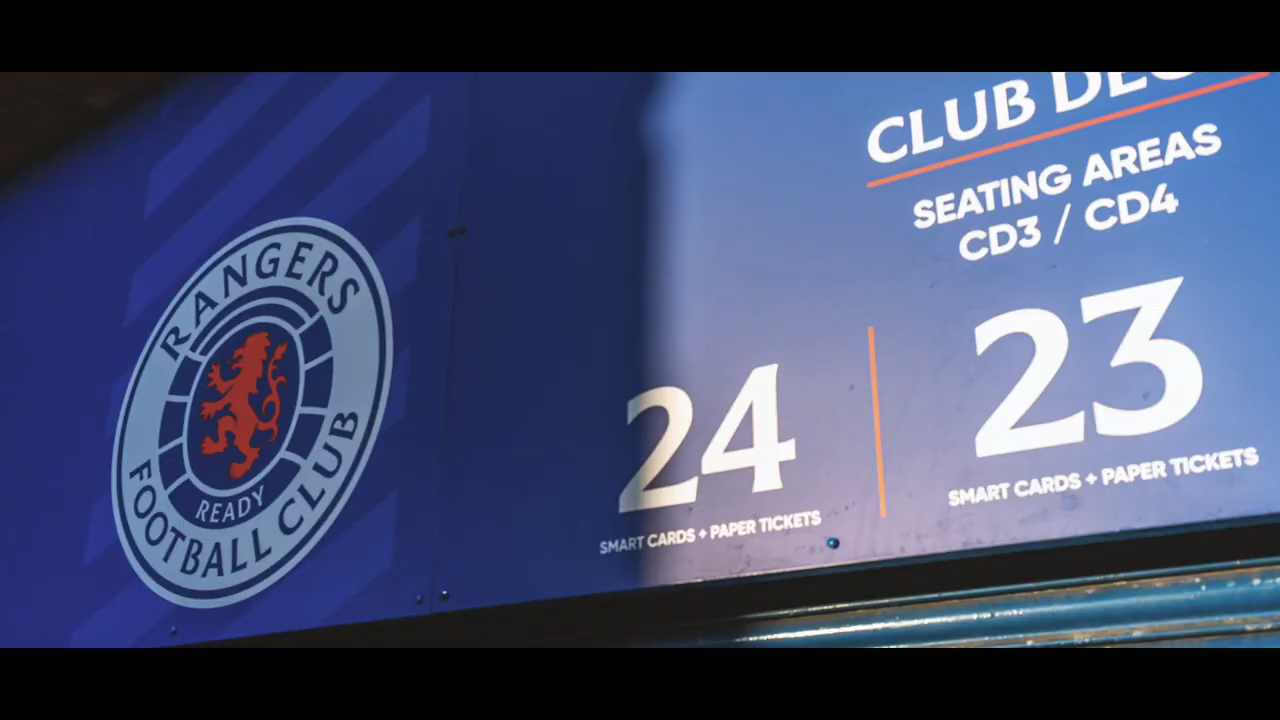 RANGERS
READY
FOOTBALL CLUB
CLUB
SEATING AREAS
CD3 / CD4
24
SMART CARDS + PAPER TICKETS
23
SMART CARDS + PAPER TICKETS